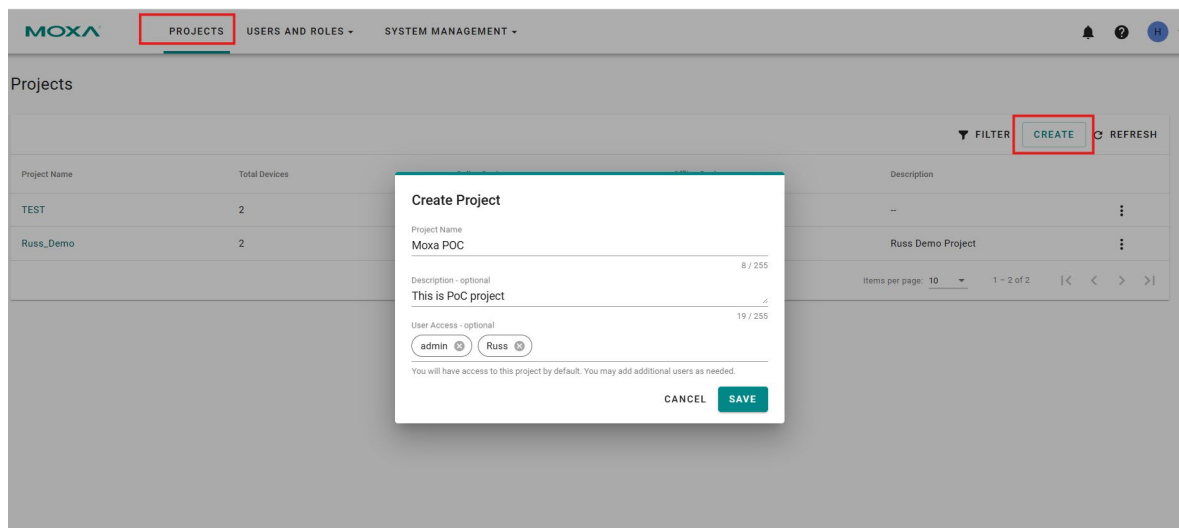 MOXA PROJECTS USERS AND ROLES SYSTEM MANAGEMENT H
Projects
FILTER CREATE REFRESH
Project Name Total Devices Description
TEST 2 --
Russ_Demo 2 Russ Demo Project
Items per page: 10 1 – 2 of 2
Create Project
Project Name
Moxa POC
8 / 255
Description - optional
This is PoC project
19 / 255
User Access - optional
admin Russ
You will have access to this project by default. You may add additional users as needed.
CANCEL SAVE